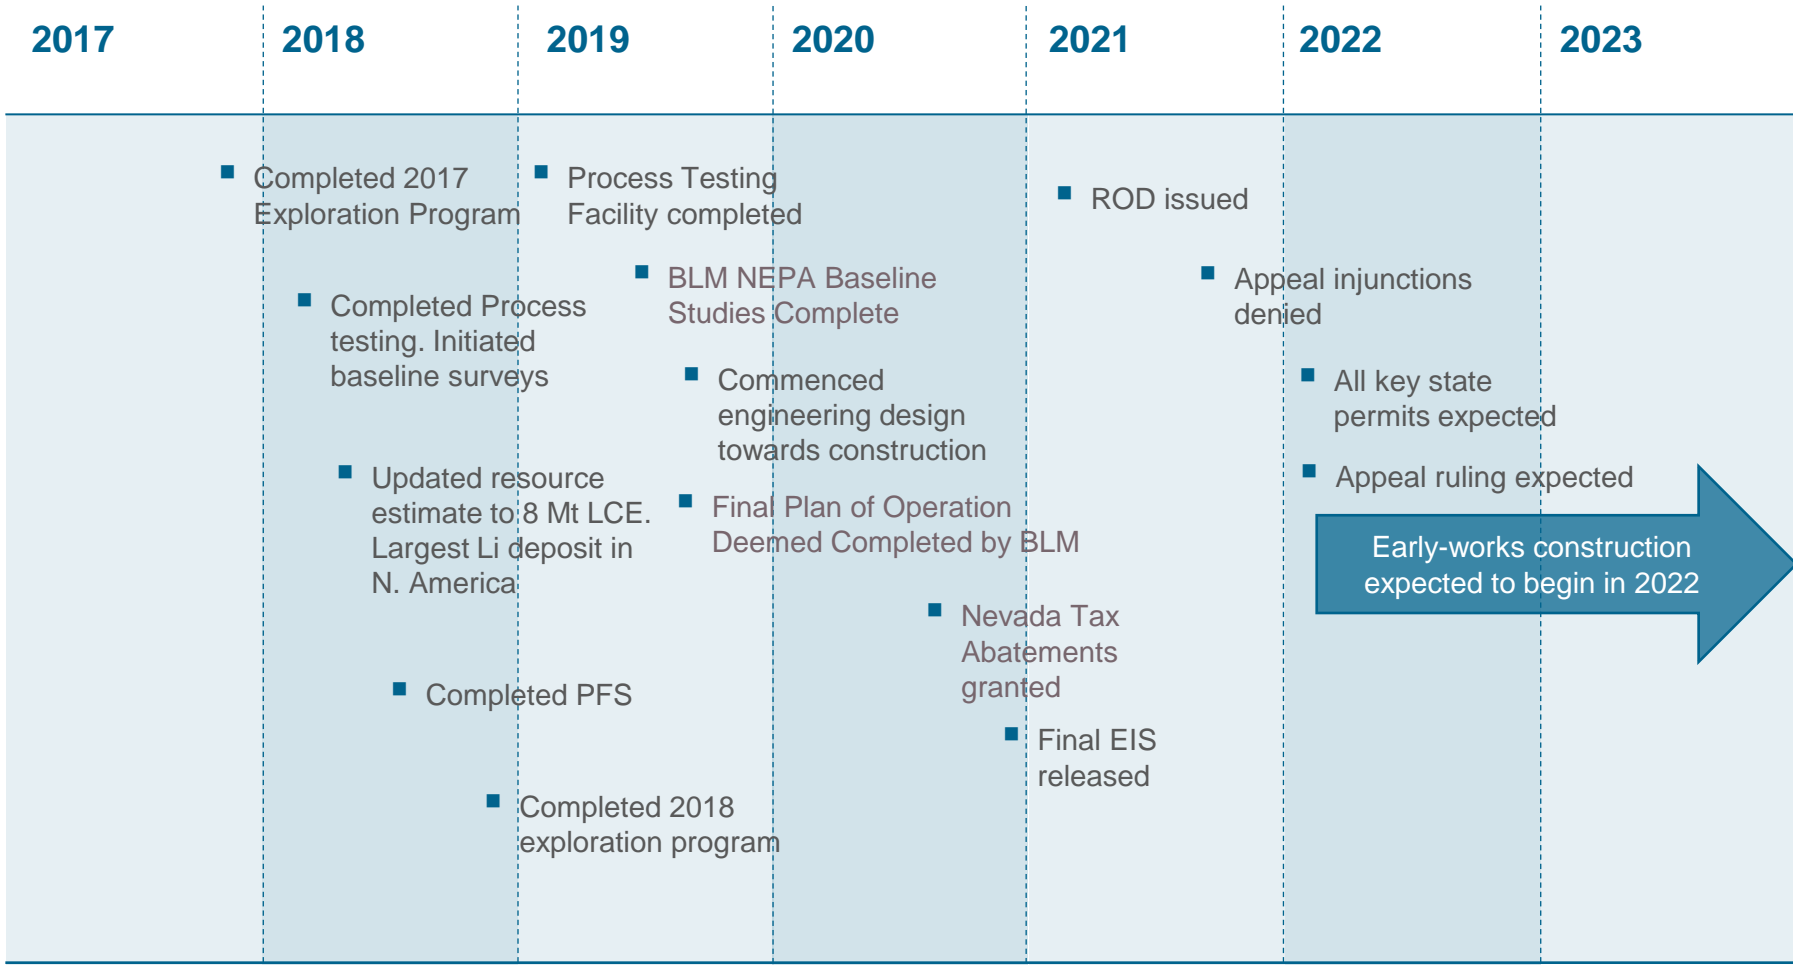 2017
2018
2019
2020
2021
2022
2023
Completed 2017
Exploration Program
Completed Process
testing. Initiated
baseline surveys
Updated resource
estimate to 8 Mt LCE.
Largest Li deposit in
N. America
Completed PFS
Completed 2018
exploration program
Process Testing
Facility completed
BLM NEPA Baseline
Studies Complete
Commenced
engineering design
towards construction
Final Plan of Operation
Deemed Completed by BLM
Nevada Tax
Abatements
granted
Final EIS
released
ROD issued
Appeal injunctions
denied
All key state
permits expected
Appeal ruling expected
Early-works construction
expected to begin in 2022